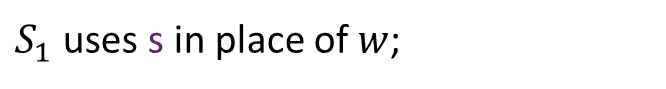 S₁ uses s in place of w;